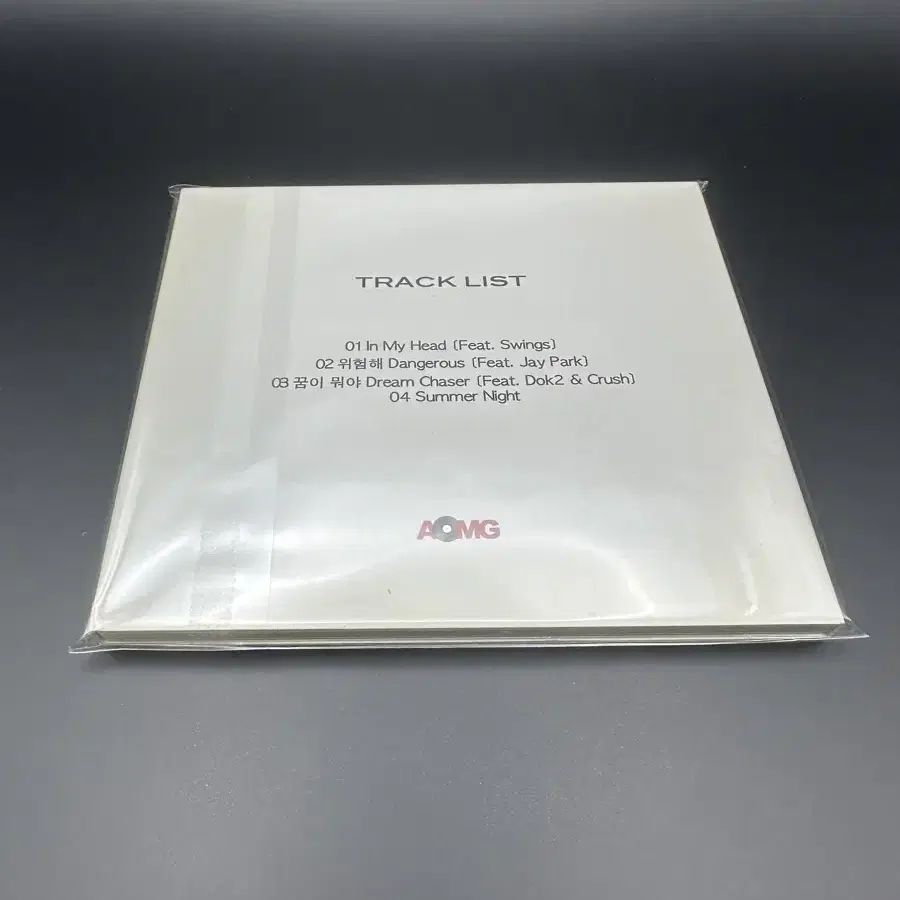 TRACK LIST
01 In My Head (Feat. Swings)
02 위험해 Dangerous (Feat. Jay Park)
03 꿈이 뭐야 Dream Chaser (Feat. Dok2 & Crush)
04 Summer Night
AOMG